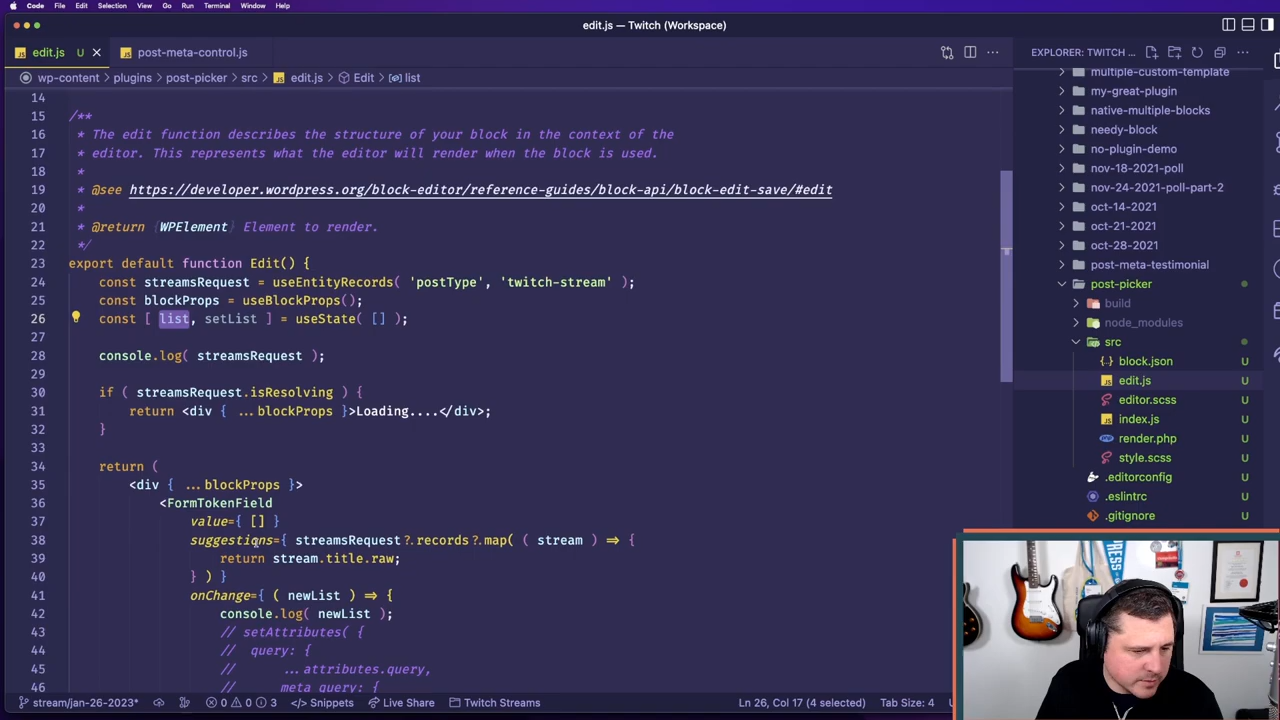 Code File Edit Selection View Go Run Terminal Window Help
edit.js — Twitch (Workspace)
edit.js U
post-meta-control.js
EXPLORER: TWITCH ...
wp-content > plugins > post-picker > src > edit.js > Edit > list
14
15 /**
16 * The edit function describes the structure of your block in the context of the
17 * editor. This represents what the editor will render when the block is used.
18 *
19 * @see https://developer.wordpress.org/block-editor/reference-guides/block-api/block-edit-save/#edit
20 *
21 * @return {WPElement} Element to render.
22 */
23 export default function Edit() {
24 const streamsRequest = useEntityRecords( 'postType', 'twitch-stream' );
25 const blockProps = useBlockProps();
26 const [ list, setList ] = useState( [] );
27
28 console.log( streamsRequest );
29
30 if ( streamsRequest.isResolving ) {
31 return <div { ...blockProps }>Loading....</div>;
32 }
33
34 return (
35 <div { ...blockProps }>
36 <FormTokenField
37 value={ [] }
38 suggestions={ streamsRequest?.records?.map( ( stream ) => {
39 return stream.title.raw;
40 } ) }
41 onChange={ ( newList ) => {
42 console.log( newList );
43 // setAttributes( {
44 // query: {
45 // ...attributes.query,
46 // meta_query: {
multiple-custom-template
my-great-plugin
native-multiple-blocks
needy-block
no-plugin-demo
nov-18-2021-poll
nov-24-2021-poll-part-2
oct-14-2021
oct-21-2021
oct-28-2021
post-meta-testimonial
post-picker
build
node_modules
src
block.json U
edit.js U
editor.scss U
index.js U
render.php U
style.scss U
.editorconfig U
.eslintrc U
.gitignore U
stream/jan-26-2023* 0 0 3 </> Snippets Live Share Twitch Streams Ln 26, Col 17 (4 selected) Tab Size: 4